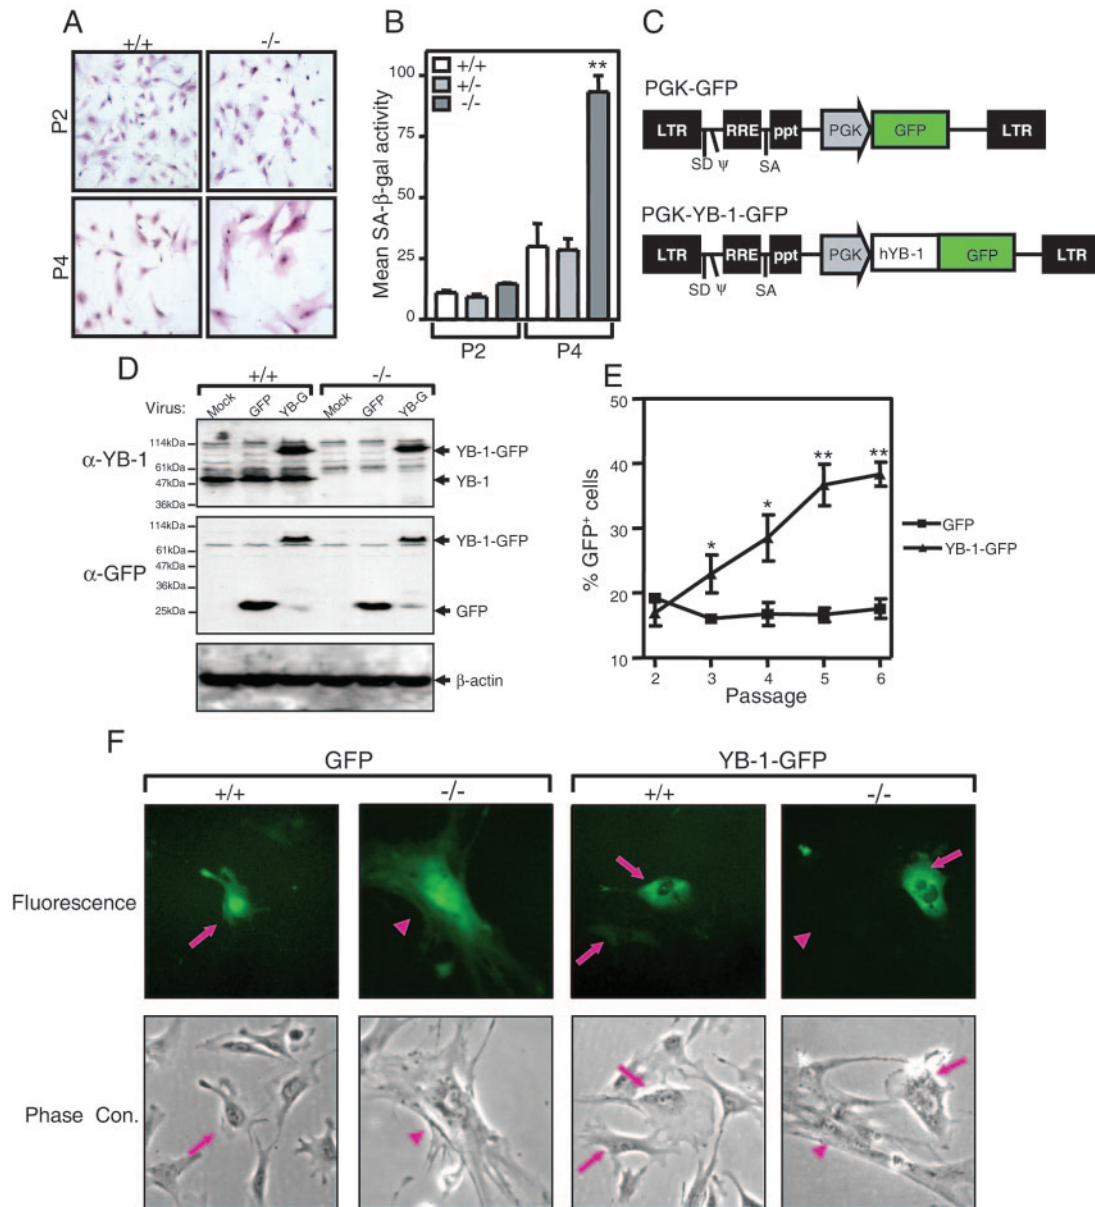 A
+/+ -/-
P2
P4
B
Mean SA-β-gal activity
100
75
50
25
0
+/+
+/-
-/-
**
P2 P4
C
PGK-GFP
LTR RRE ppt PGK GFP LTR
SD Ψ SA
PGK-YB-1-GFP
LTR RRE ppt PGK hYB-1 GFP LTR
SD Ψ SA
D
+/+ -/-
Virus: Mock GFP YB-G Mock GFP YB-G
α-YB-1
114kDa
61kDa
47kDa
36kDa
YB-1-GFP
YB-1
α-GFP
114kDa
61kDa
47kDa
36kDa
25kDa
YB-1-GFP
GFP
β-actin
E
% GFP+ cells
50
40
30
20
10
* * ** **
GFP
YB-1-GFP
2 3 4 5 6
Passage
F
GFP YB-1-GFP
+/+ -/- +/+ -/-
Fluorescence
Phase Con.